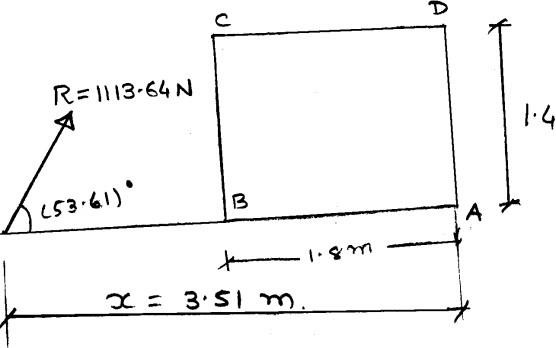 C D
R=1113.64N
1.4
(53.61)°
B
A
1.8m
x = 3.51 m.